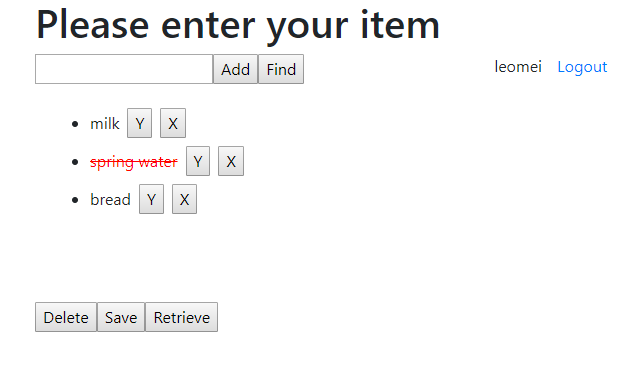 Please enter your item
Add Find leomei Logout
milk Y X
spring water Y X
bread Y X
Delete Save Retrieve